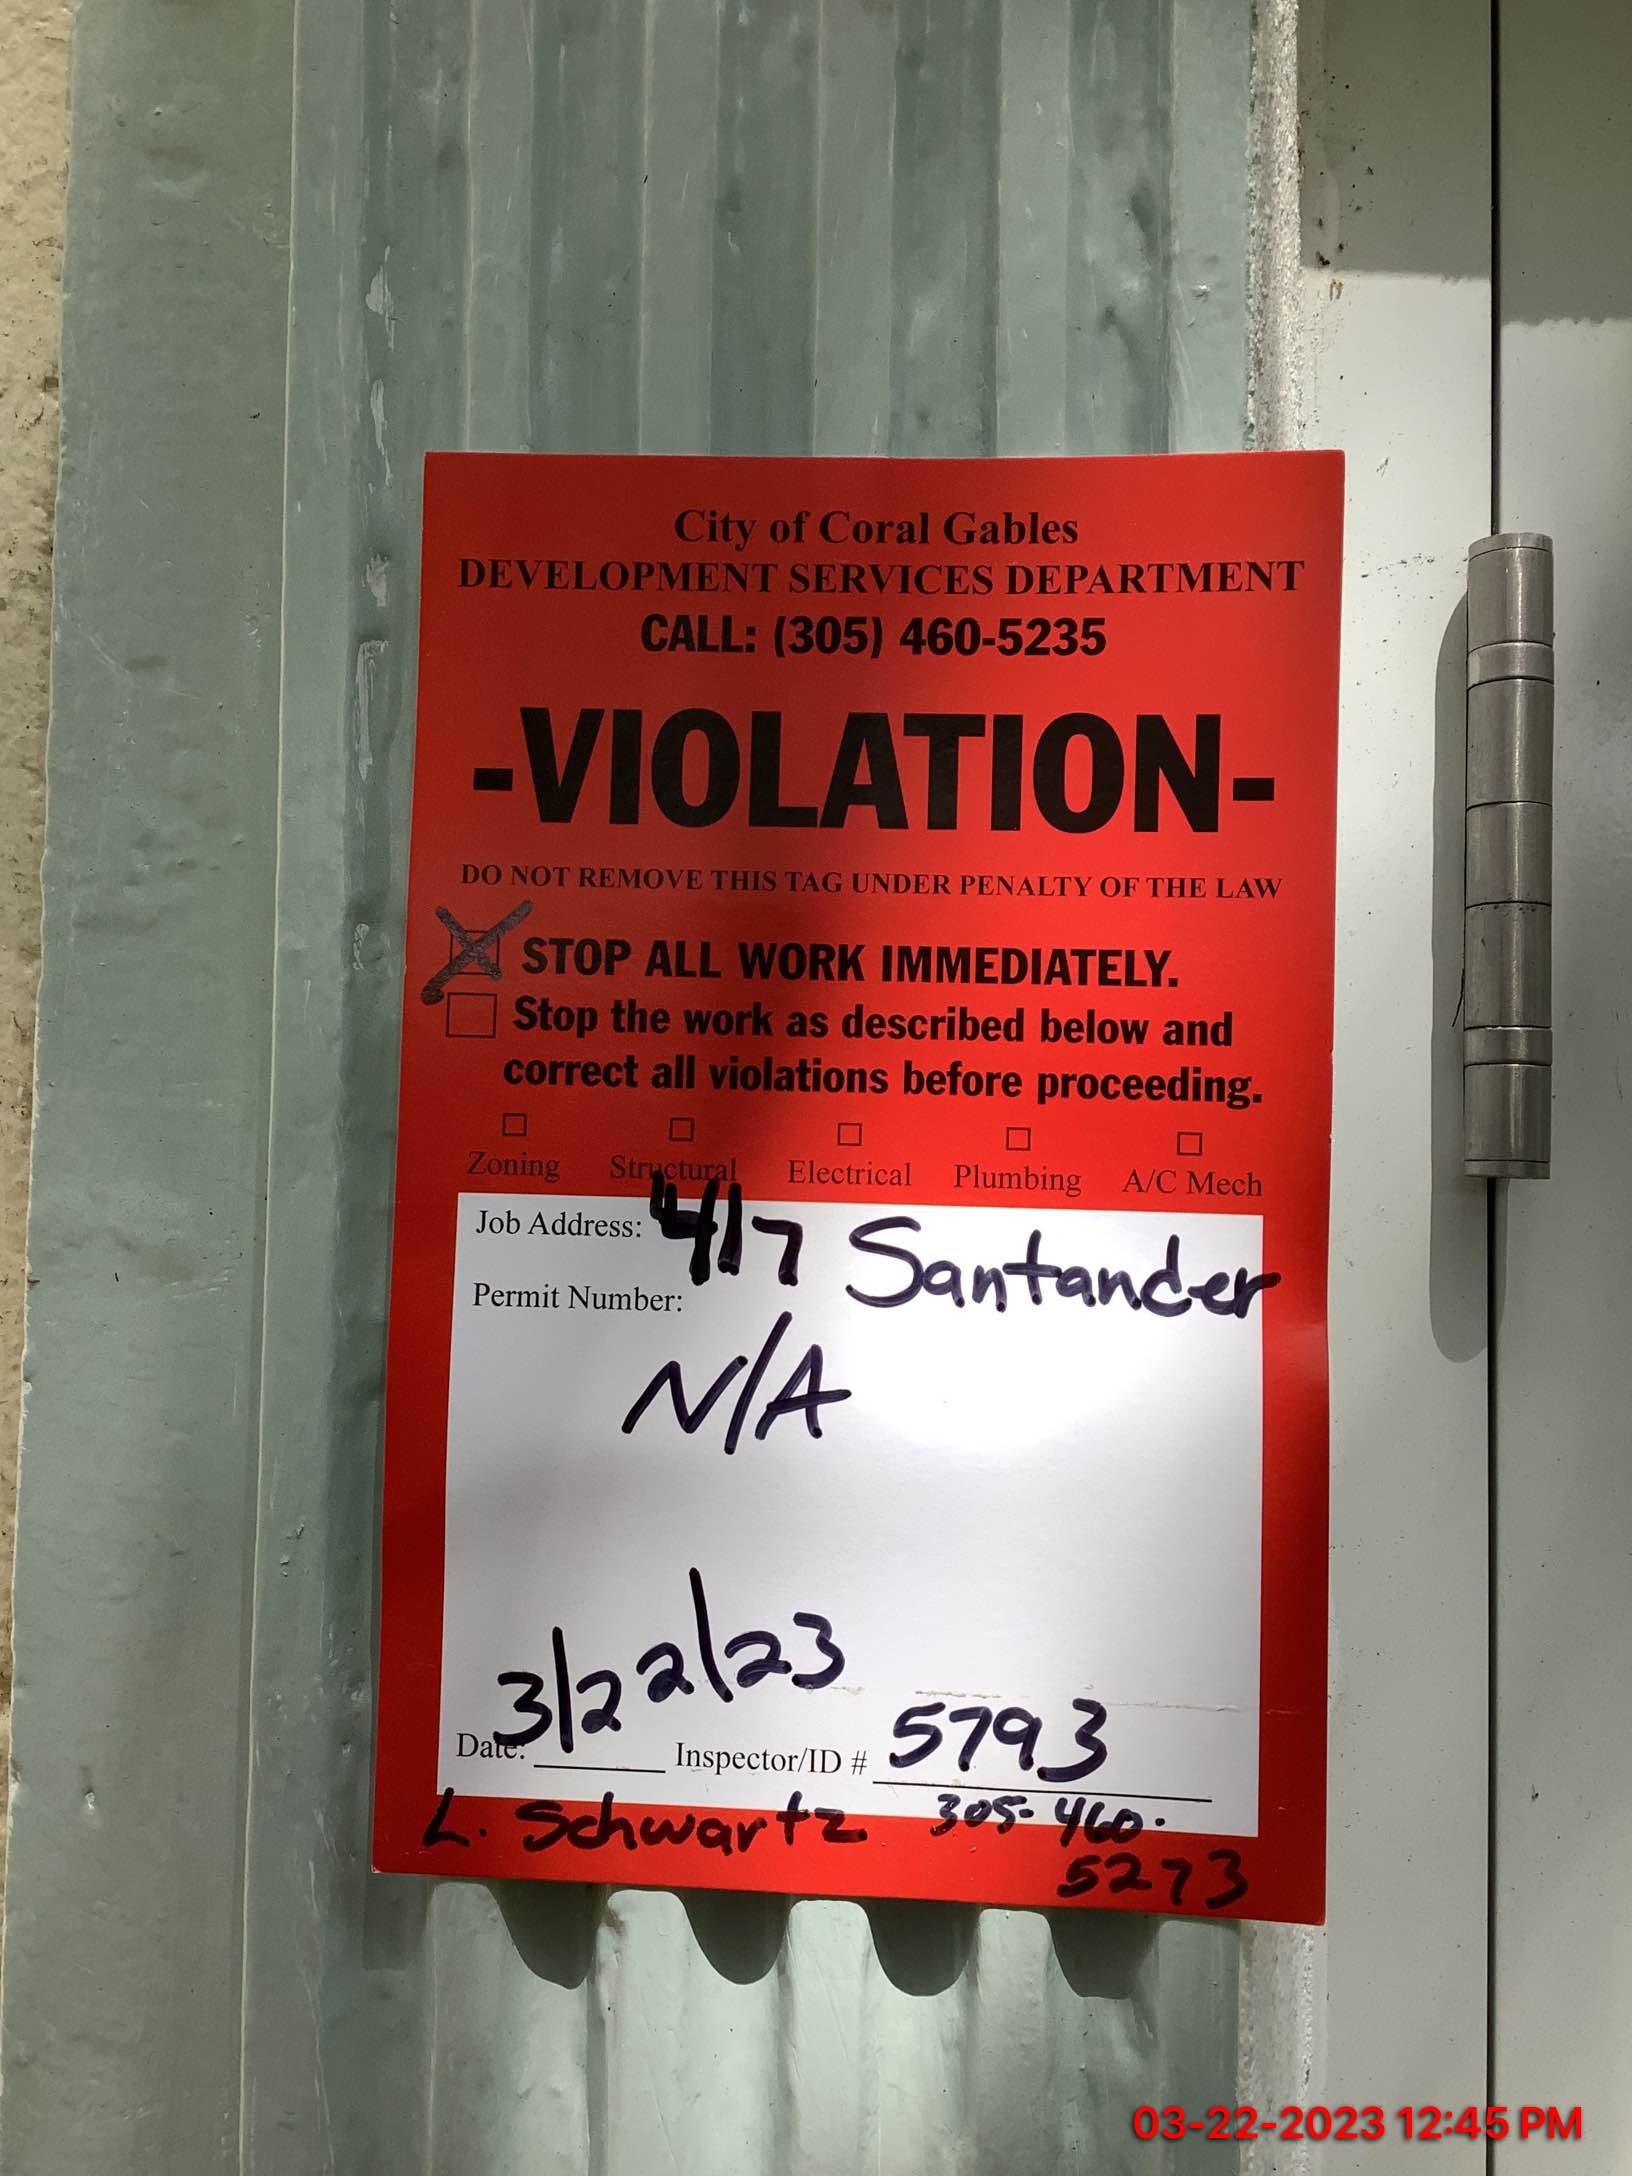 City of Coral Gables
DEVELOPMENT SERVICES DEPARTMENT
CALL: (305) 460-5235
-VIOLATION-
DO NOT REMOVE THIS TAG UNDER PENALTY OF THE LAW
STOP ALL WORK IMMEDIATELY.
Stop the work as described below and
correct all violations before proceeding.
Zoning Structural Electrical Plumbing A/C Mech
Job Address: 417 Santander
Permit Number:
N/A
3/22/23
Date: Inspector/ID # 5793
L. Schwartz 305-460-
5273
03-22-2023 12:45 PM